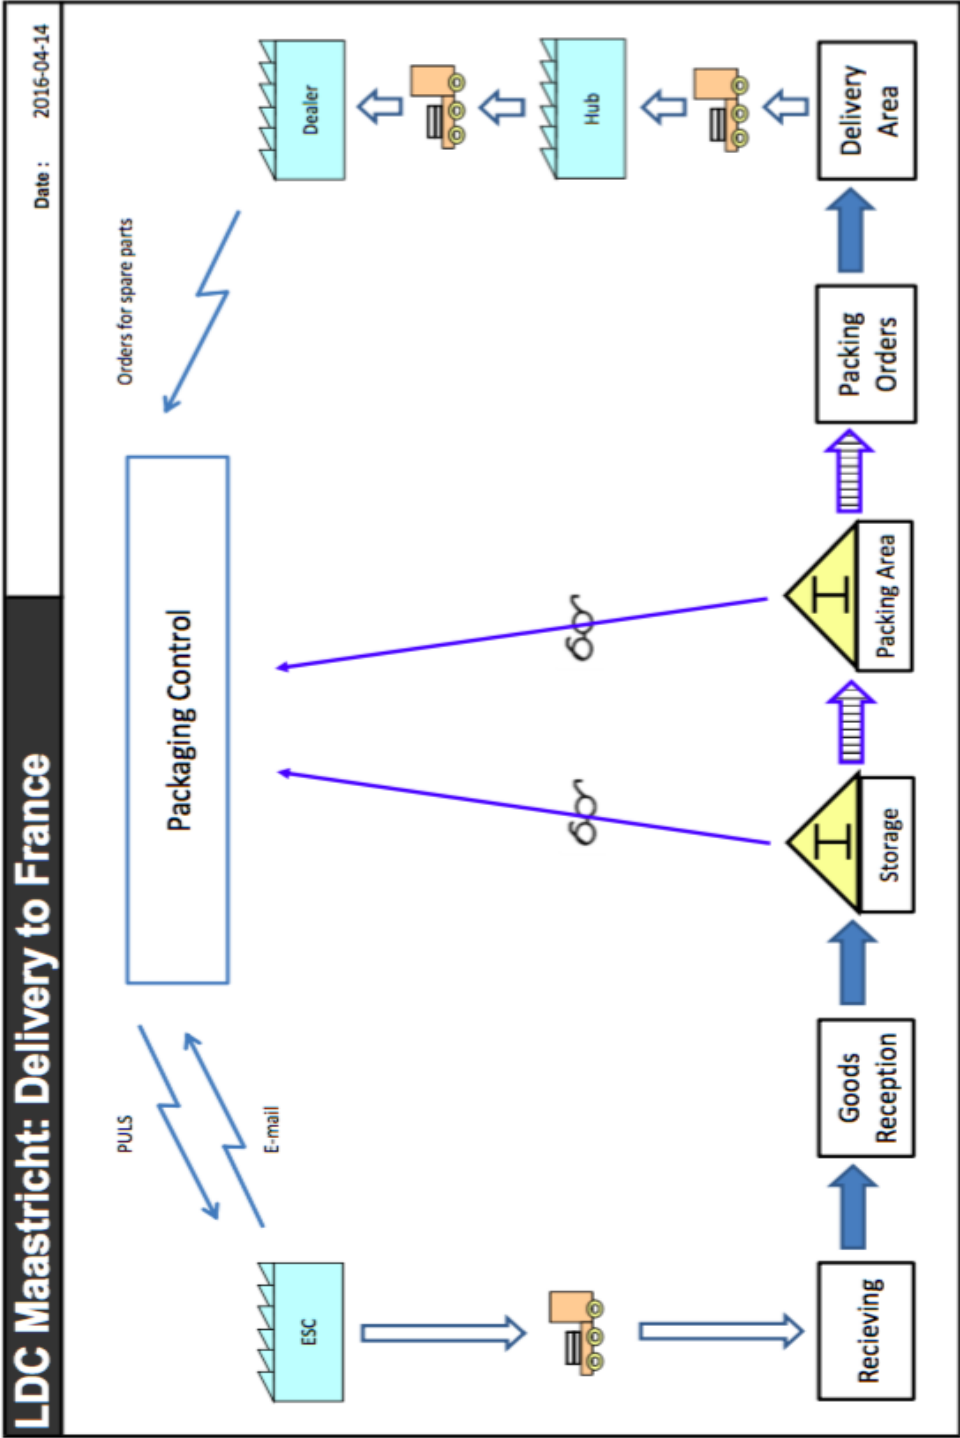 LDC Maastricht: Delivery to France
Date : 2016-04-14
PULS
E-mail
Packaging Control
Orders for spare parts
ESC
Dealer
Hub
Recieving
Goods
Reception
I
Storage
I
Packing Area
Packing
Orders
Delivery
Area